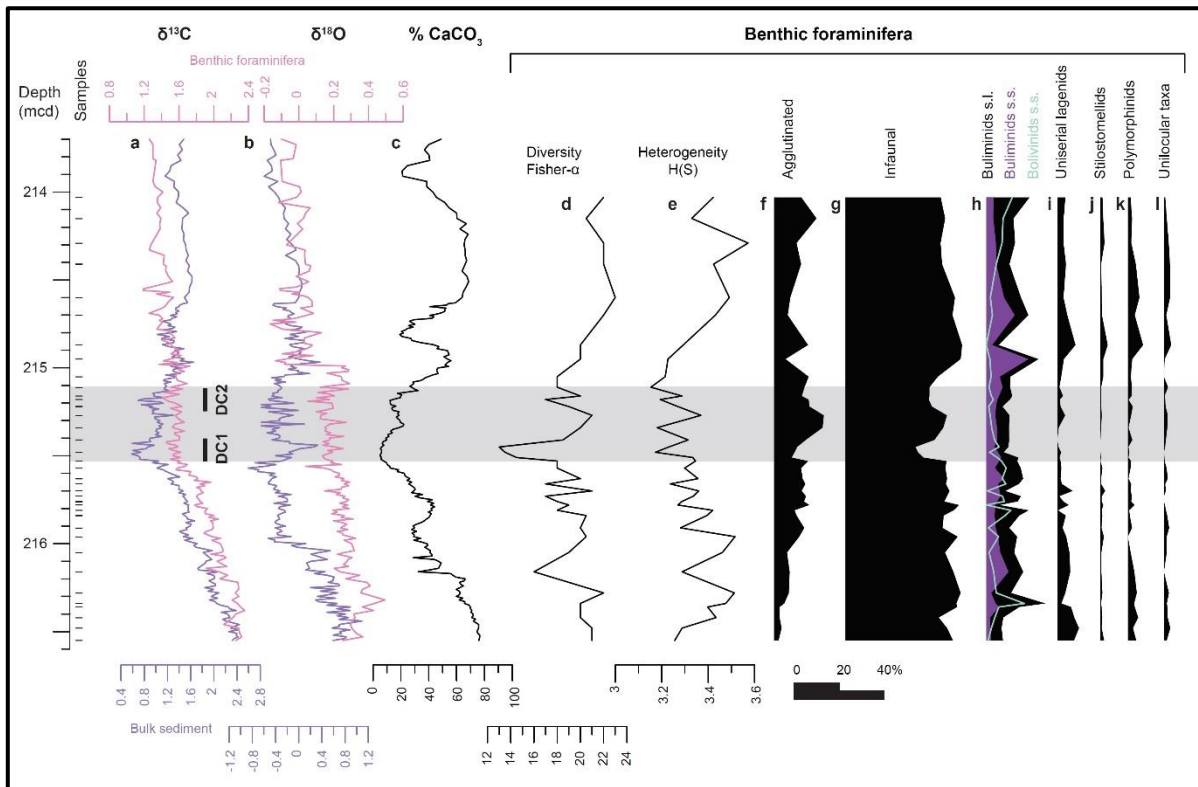 δ¹³C δ¹⁸O % CaCO₃ Benthic foraminifera
Benthic foraminifera
0.8 1.2 1.6 2 2.4
-0.2 0 0.2 0.4 0.6
Depth
(mcd)
Samples
a b c
Diversity
Fisher-α
d
Heterogeneity
H(S)
e
Agglutinated
f
Infaunal
g
Buliminids s.l.
Buliminids s.s.
Bolivinids s.s.
h
Uniserial lagenids
i
Stilostomellids
j
Polymorphinids
k
Unilocular taxa
l
214
215
216
DC2
DC1
0.4 0.8 1.2 1.6 2 2.4 2.8
Bulk sediment
-1.2 -0.8 -0.4 0 0.4 0.8 1.2
0 20 40 60 80 100
12 14 16 18 20 22 24
3 3.2 3.4 3.6
0 20 40%